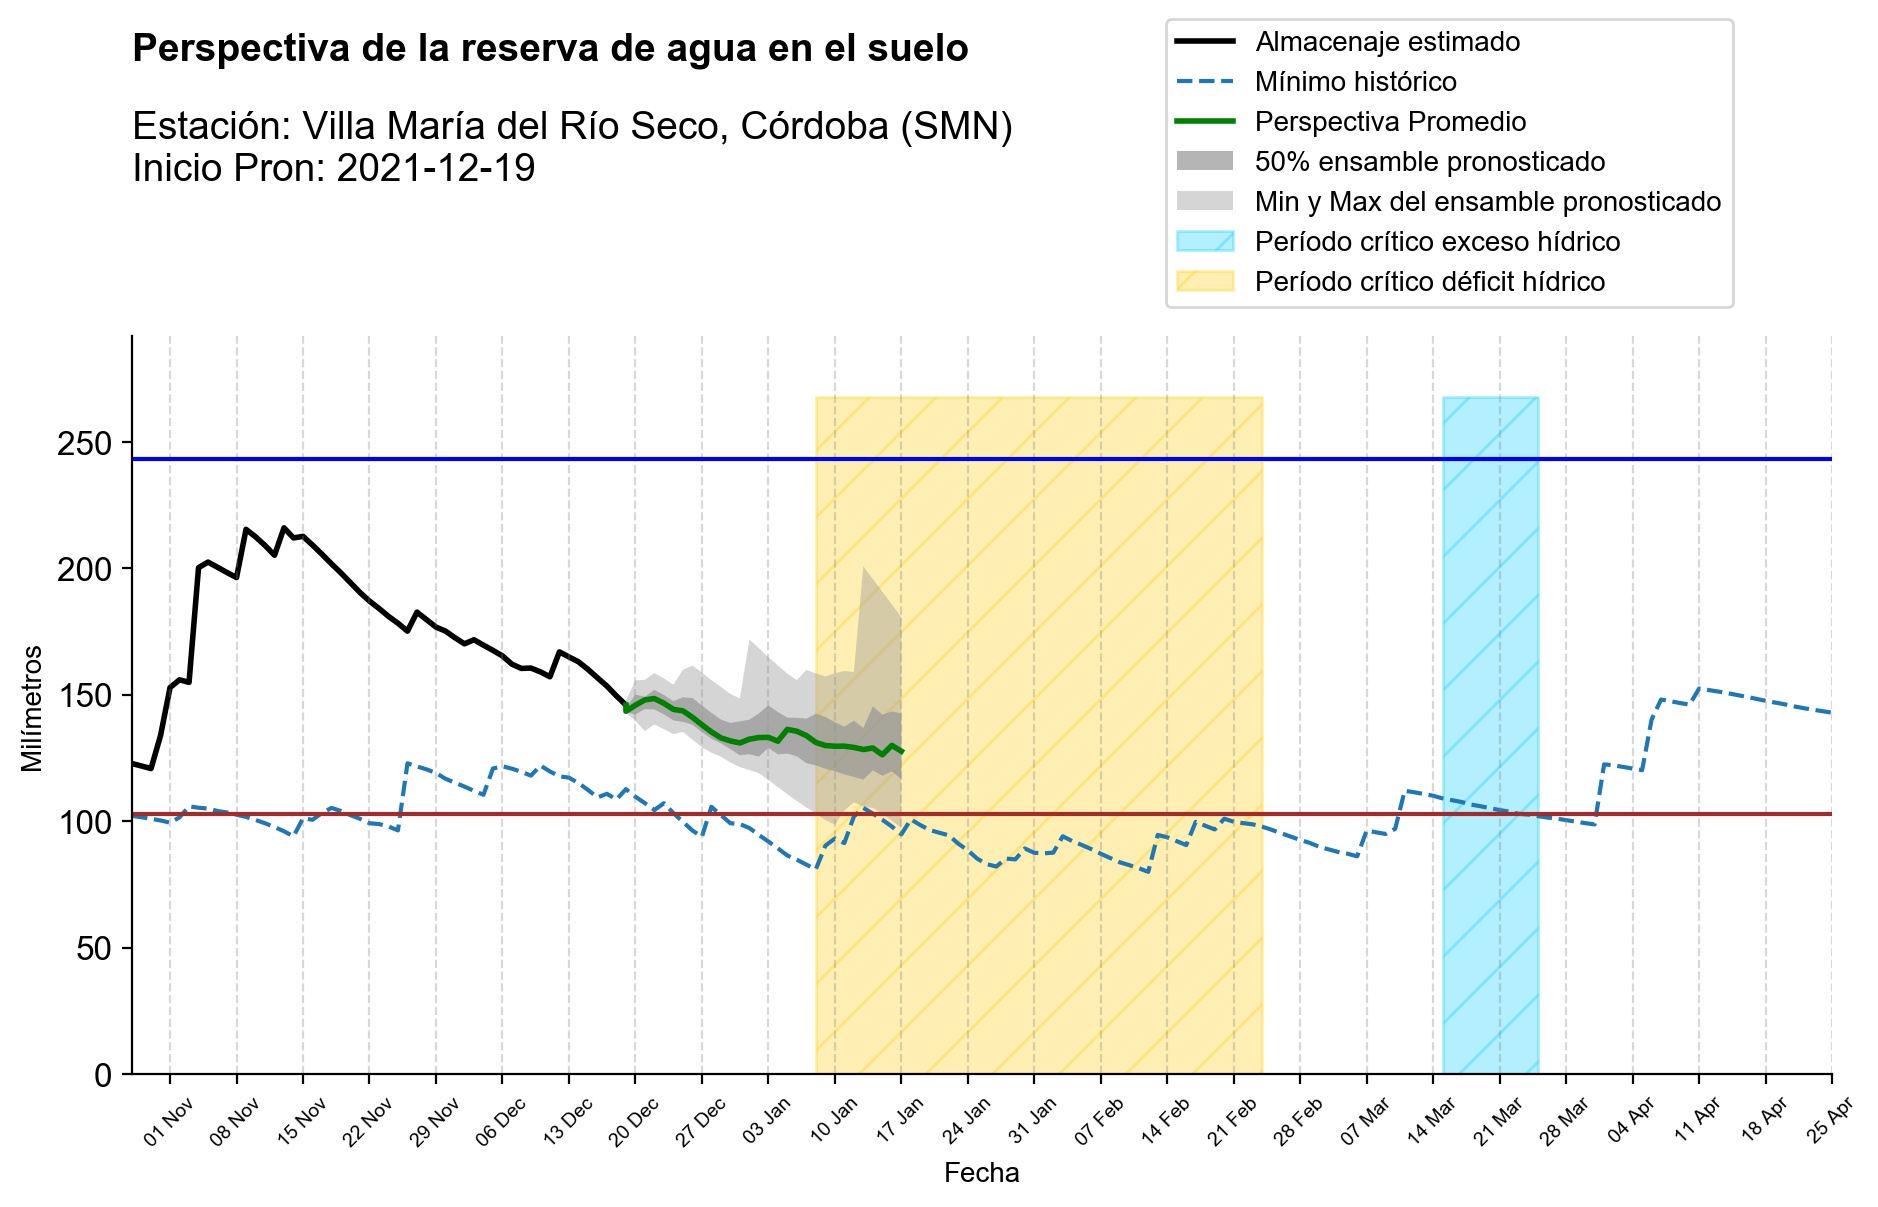 Perspectiva de la reserva de agua en el suelo
Estación: Villa María del Río Seco, Córdoba (SMN)
Inicio Pron: 2021-12-19
Almacenaje estimado
Mínimo histórico
Perspectiva Promedio
50% ensamble pronosticado
Min y Max del ensamble pronosticado
Período crítico exceso hídrico
Período crítico déficit hídrico
Milímetros
250
200
150
100
50
0
01 Nov
08 Nov
15 Nov
22 Nov
29 Nov
06 Dec
13 Dec
20 Dec
27 Dec
03 Jan
10 Jan
17 Jan
24 Jan
31 Jan
07 Feb
14 Feb
21 Feb
28 Feb
07 Mar
14 Mar
21 Mar
28 Mar
04 Apr
11 Apr
18 Apr
25 Apr
Fecha